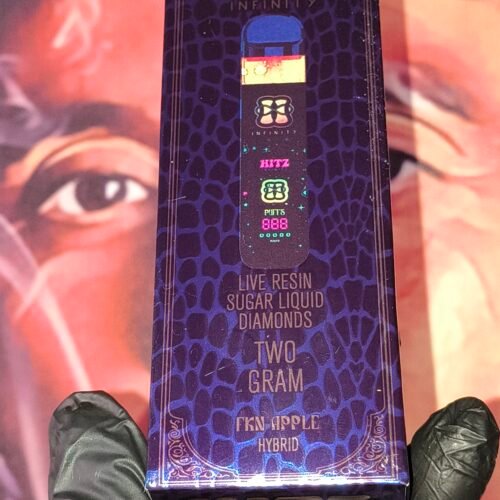 INFINITY
INFINITY
HITZ
PUFFS
888
LIVE RESIN
SUGAR LIQUID
DIAMONDS
TWO
GRAM
FKN APPLE
HYBRID